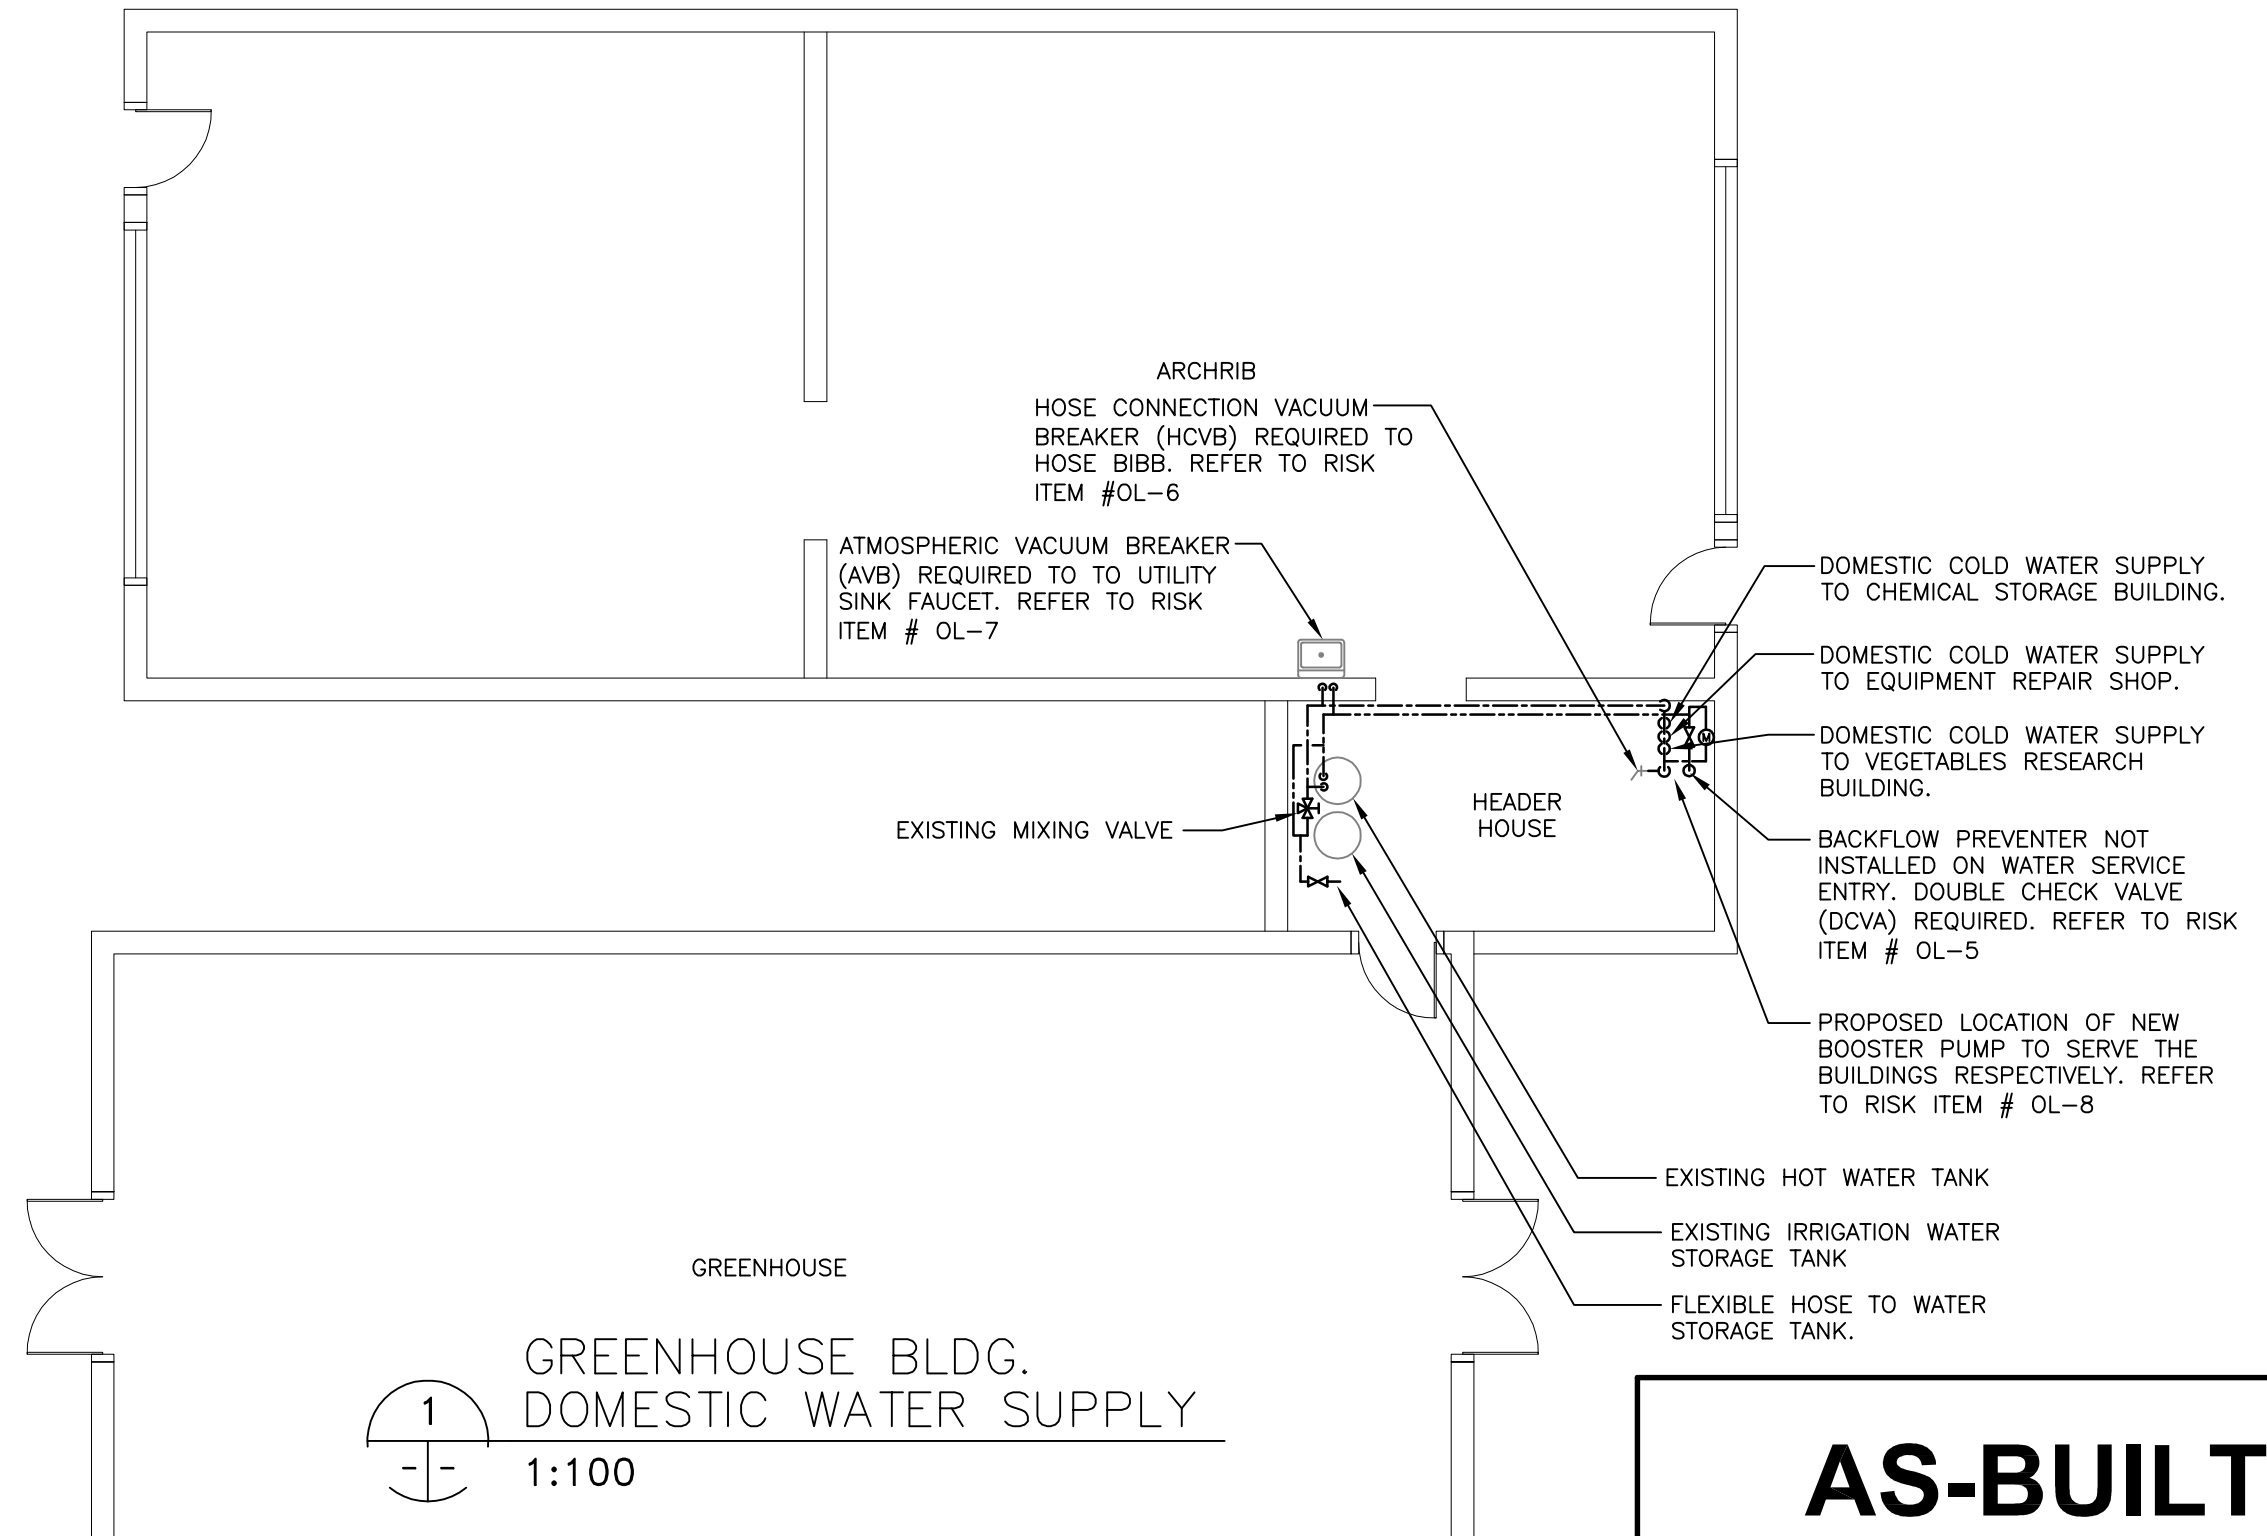 ARCHRIB
HOSE CONNECTION VACUUM
BREAKER (HCVB) REQUIRED TO
HOSE BIBB. REFER TO RISK
ITEM #OL-6
ATMOSPHERIC VACUUM BREAKER
(AVB) REQUIRED TO TO UTILITY
SINK FAUCET. REFER TO RISK
ITEM # OL-7
DOMESTIC COLD WATER SUPPLY
TO CHEMICAL STORAGE BUILDING.
DOMESTIC COLD WATER SUPPLY
TO EQUIPMENT REPAIR SHOP.
DOMESTIC COLD WATER SUPPLY
TO VEGETABLES RESEARCH
BUILDING.
M
HEADER
HOUSE
EXISTING MIXING VALVE
BACKFLOW PREVENTER NOT
INSTALLED ON WATER SERVICE
ENTRY. DOUBLE CHECK VALVE
(DCVA) REQUIRED. REFER TO RISK
ITEM # OL-5
PROPOSED LOCATION OF NEW
BOOSTER PUMP TO SERVE THE
BUILDINGS RESPECTIVELY. REFER
TO RISK ITEM # OL-8
EXISTING HOT WATER TANK
EXISTING IRRIGATION WATER
STORAGE TANK
FLEXIBLE HOSE TO WATER
STORAGE TANK.
GREENHOUSE
1
- -
GREENHOUSE BLDG.
DOMESTIC WATER SUPPLY
1:100
AS-BUILT